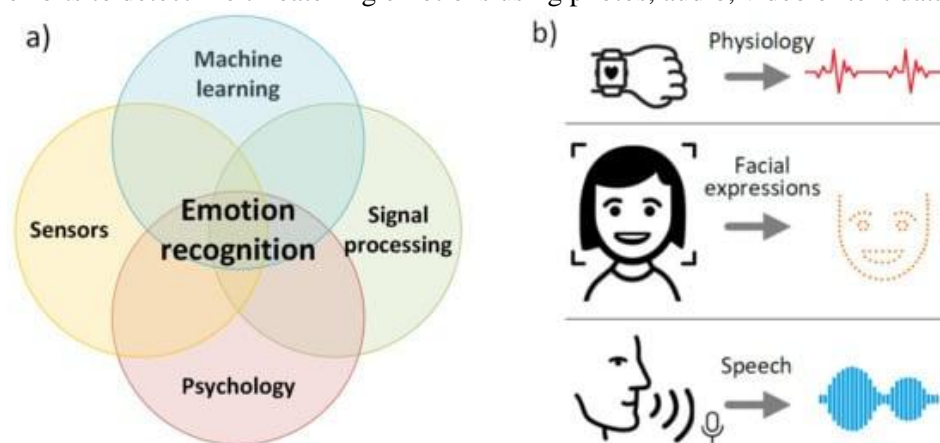 a)
Machine
learning
Sensors
Emotion
recognition
Signal
processing
Psychology
b)
Physiology
Facial
expressions
Speech